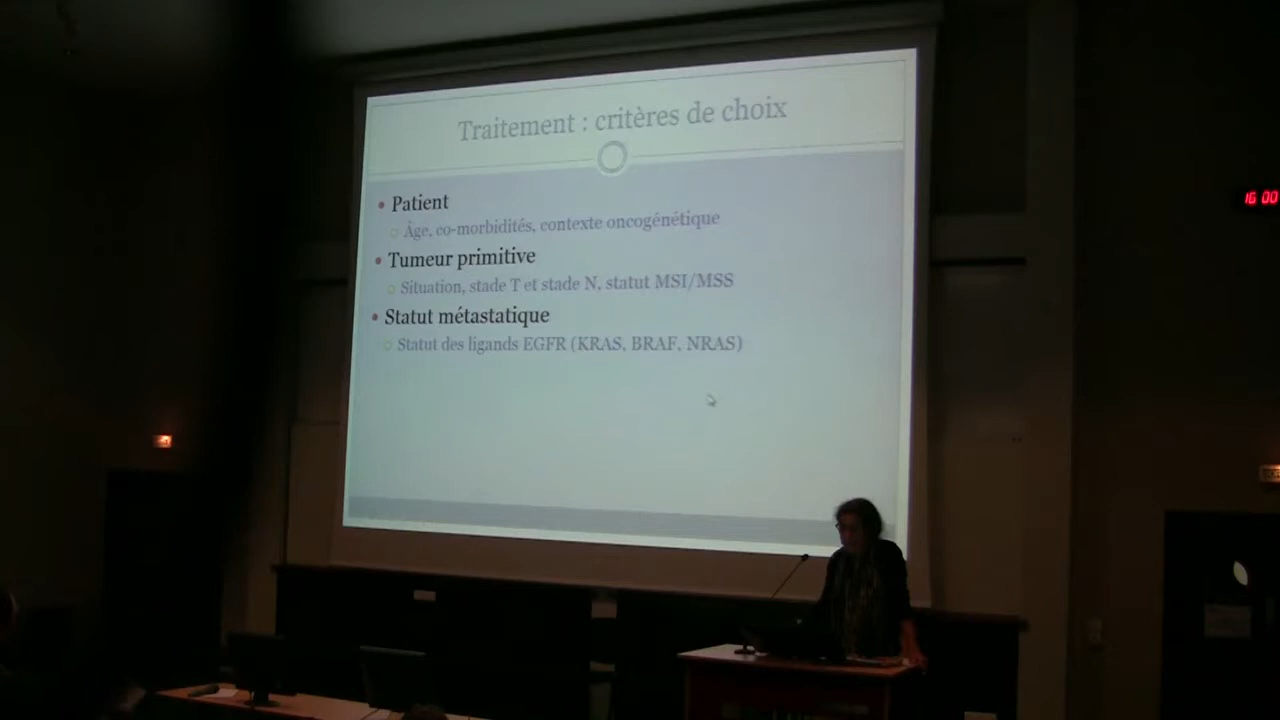 Traitement : critères de choix
Patient
Âge, co-morbidités, contexte oncogénétique
Tumeur primitive
Situation, stade T et stade N, statut MSI/MSS
Statut métastatique
Statut des ligands EGFR (KRAS, BRAF, NRAS)
16 00